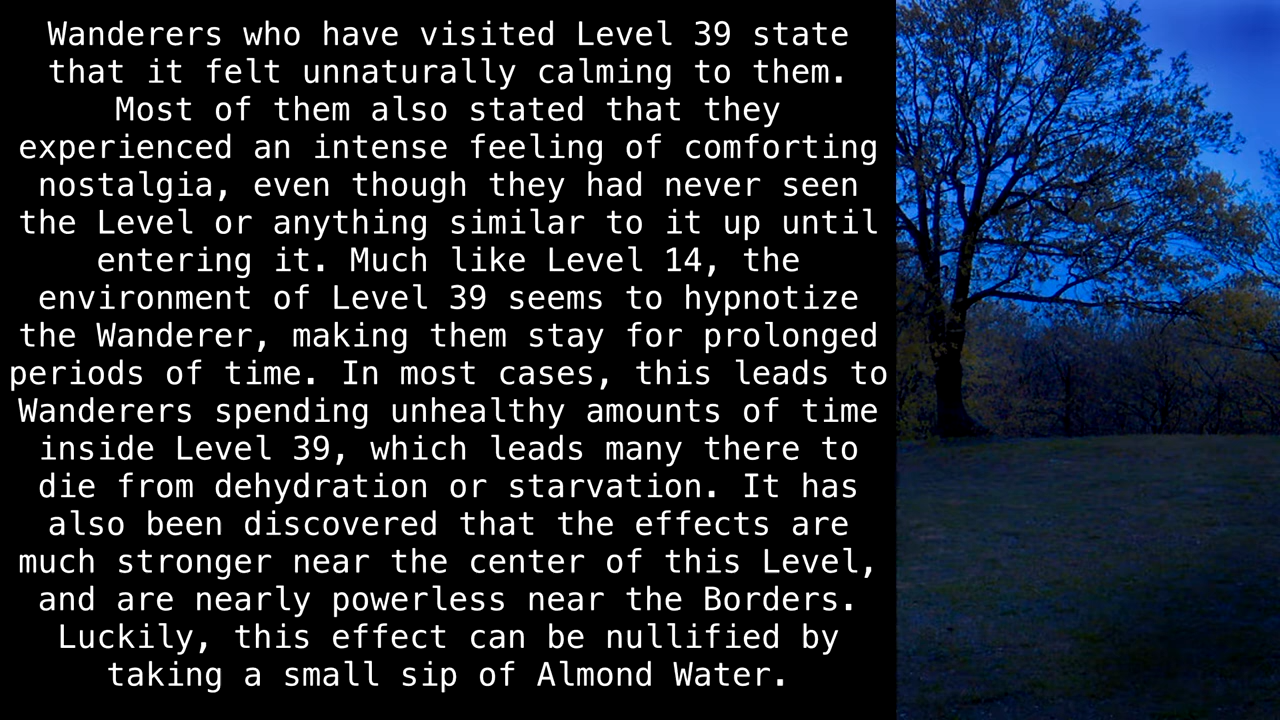 Wanderers who have visited Level 39 state
that it felt unnaturally calming to them.
Most of them also stated that they
experienced an intense feeling of comforting
nostalgia, even though they had never seen
the Level or anything similar to it up until
entering it. Much like Level 14, the
environment of Level 39 seems to hypnotize
the Wanderer, making them stay for prolonged
periods of time. In most cases, this leads to
Wanderers spending unhealthy amounts of time
inside Level 39, which leads many there to
die from dehydration or starvation. It has
also been discovered that the effects are
much stronger near the center of this Level,
and are nearly powerless near the Borders.
Luckily, this effect can be nullified by
taking a small sip of Almond Water.